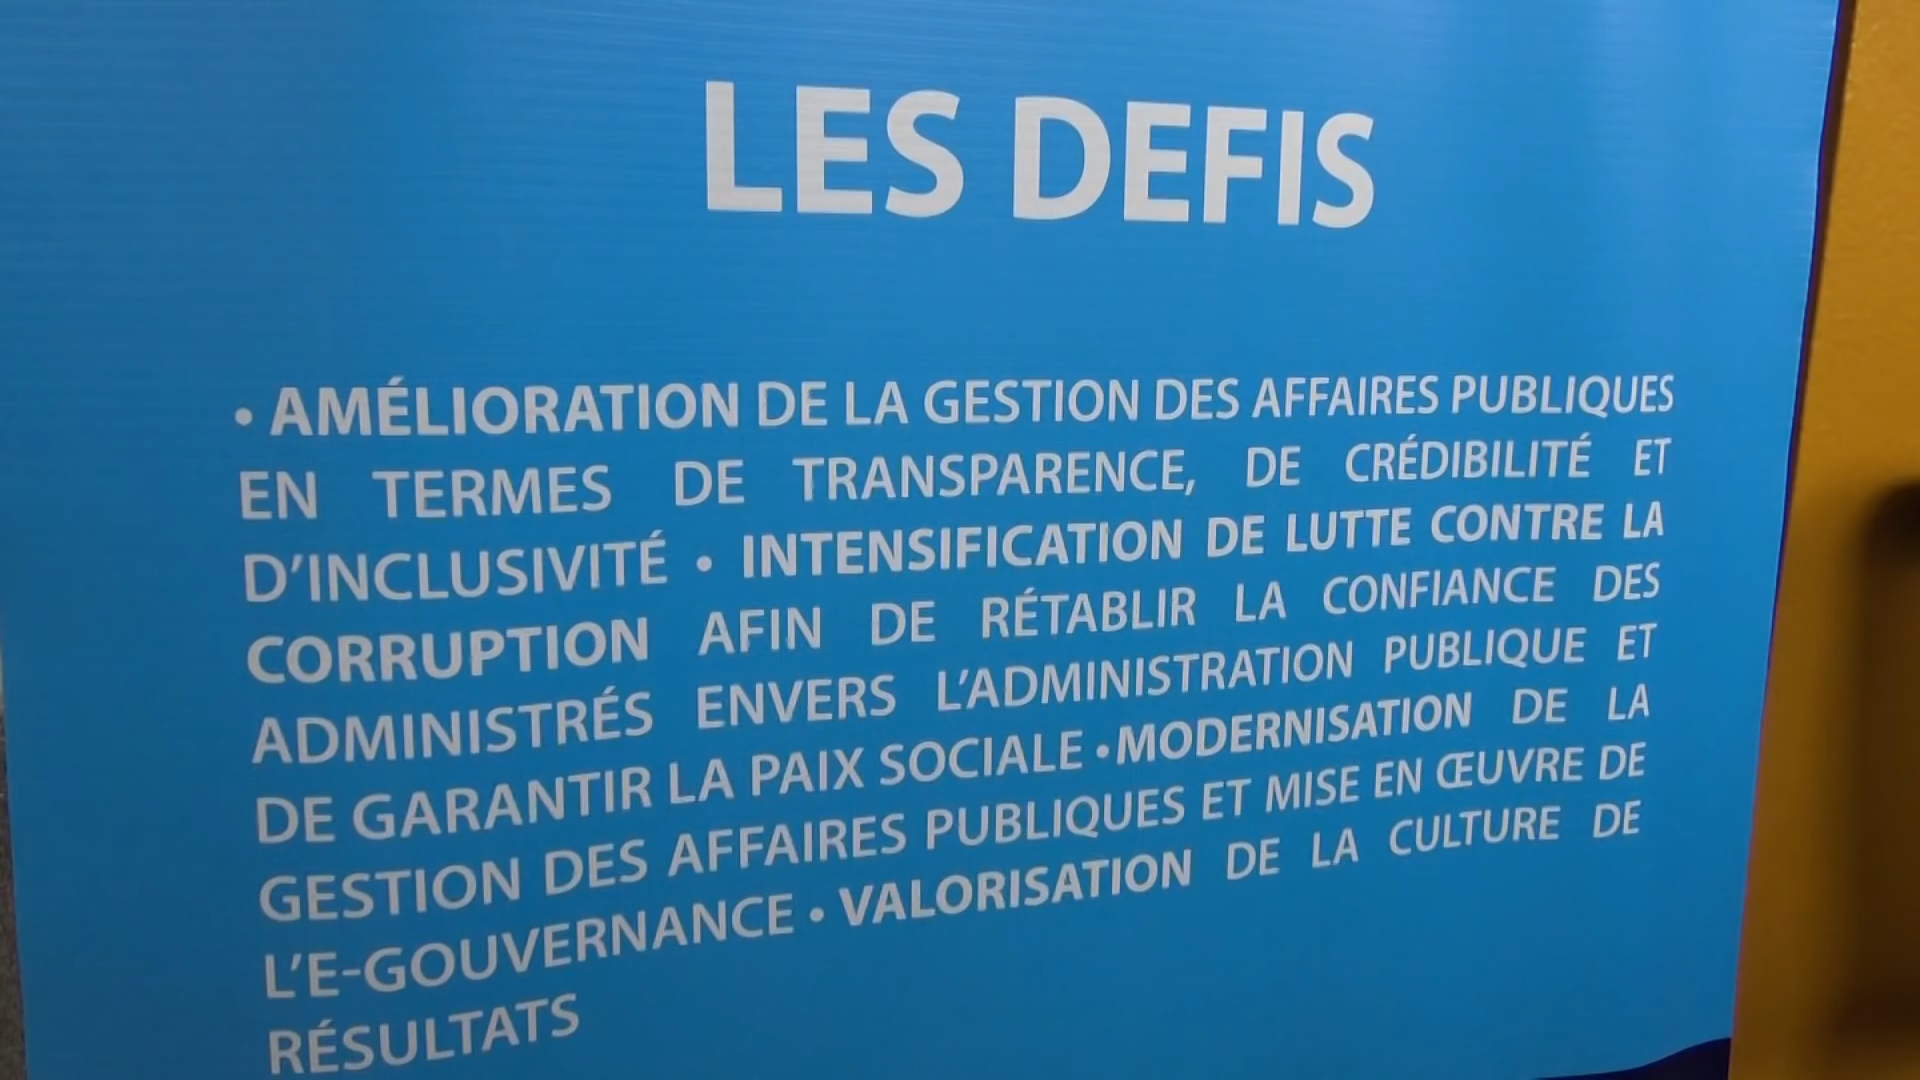 LES DEFIS
• AMÉLIORATION DE LA GESTION DES AFFAIRES PUBLIQUES
EN TERMES DE TRANSPARENCE, DE CRÉDIBILITÉ ET
D’INCLUSIVITÉ • INTENSIFICATION DE LUTTE CONTRE LA
CORRUPTION AFIN DE RÉTABLIR LA CONFIANCE DES
ADMINISTRÉS ENVERS L’ADMINISTRATION PUBLIQUE ET
DE GARANTIR LA PAIX SOCIALE • MODERNISATION DE LA
GESTION DES AFFAIRES PUBLIQUES ET MISE EN ŒUVRE DE
L’E-GOUVERNANCE • VALORISATION DE LA CULTURE DE
RÉSULTATS